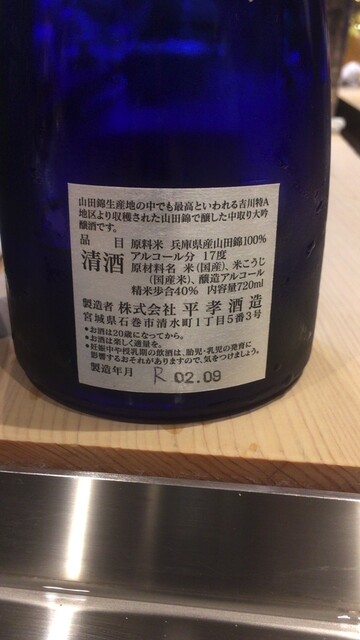 山田錦生産地の中でも最高といわれる吉川特A
地区より収穫された山田錦で醸した中取り大吟
醸酒です。
品 目 原料米 兵庫県産山田錦100%
清酒 アルコール分 17度
原材料名 米(国産)、米こうじ
(国産米)、醸造アルコール
精米歩合40% 内容量720ml
製造者 株式会社 平孝酒造
宮城県石巻市清水町1丁目5番3号
●お酒は20歳になってから。
●お酒は楽しく適量を。
●妊娠中や授乳期の飲酒は、胎児・乳児の発育に
影響するおそれがありますので、気をつけましょう。
製造年月 R 02.09